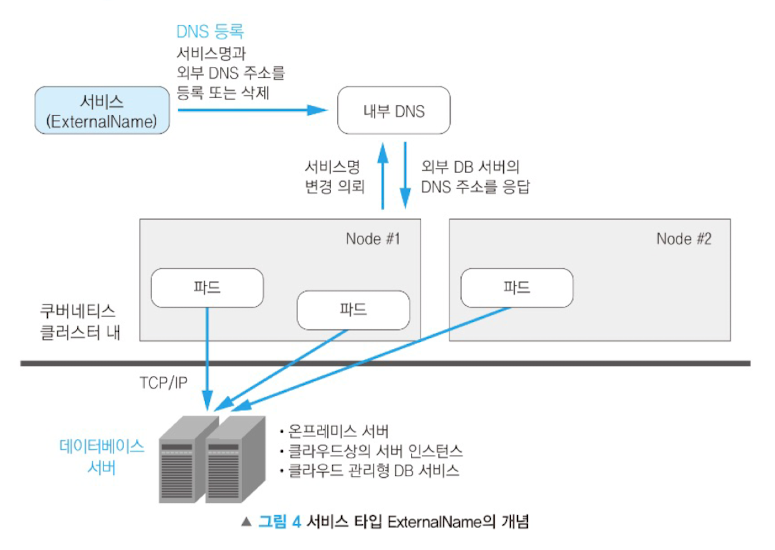 DNS 등록
서비스명과
외부 DNS 주소를
등록 또는 삭제
서비스
(ExternalName)
내부 DNS
서비스명
변경 의뢰
외부 DB 서버의
DNS 주소를 응답
Node #1
Node #2
파드
파드
파드
쿠버네티스
클러스터 내
TCP/IP
데이터베이스
서버
• 온프레미스 서버
• 클라우드상의 서버 인스턴스
• 클라우드 관리형 DB 서비스
▲ 그림 4 서비스 타입 ExternalName의 개념